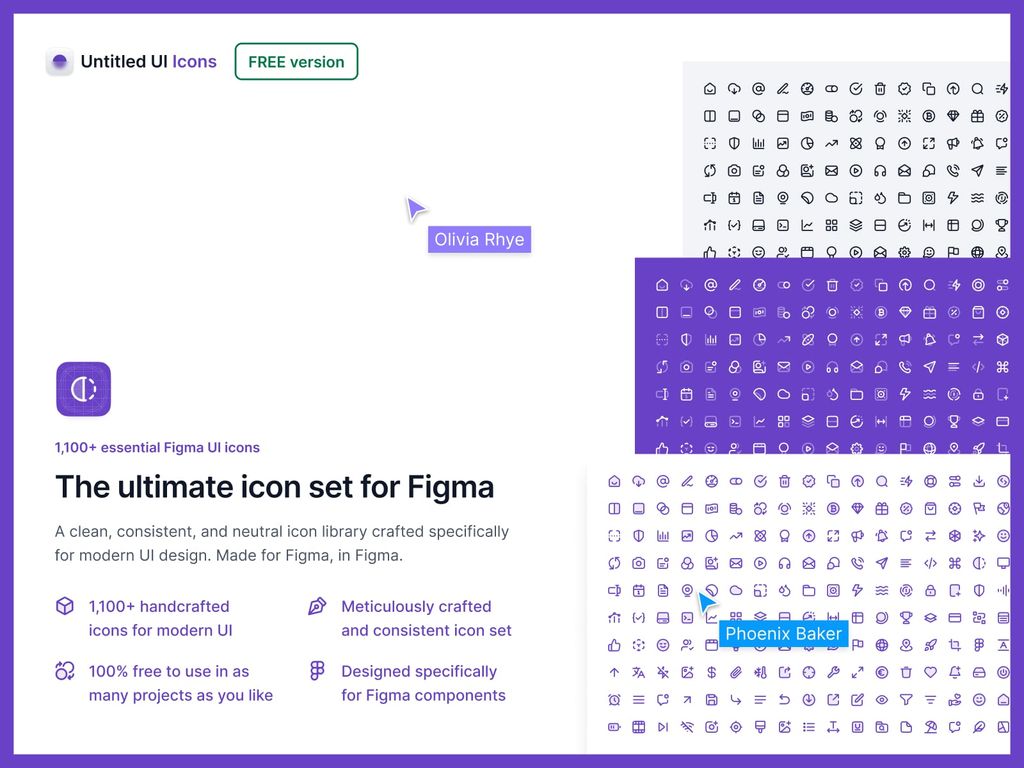 Untitled UI Icons
FREE version
Olivia Rhye
1,100+ essential Figma UI icons
The ultimate icon set for Figma
A clean, consistent, and neutral icon library crafted specifically
for modern UI design. Made for Figma, in Figma.
1,100+ handcrafted
icons for modern UI
Meticulously crafted
and consistent icon set
100% free to use in as
many projects as you like
Designed specifically
for Figma components
Phoenix Baker